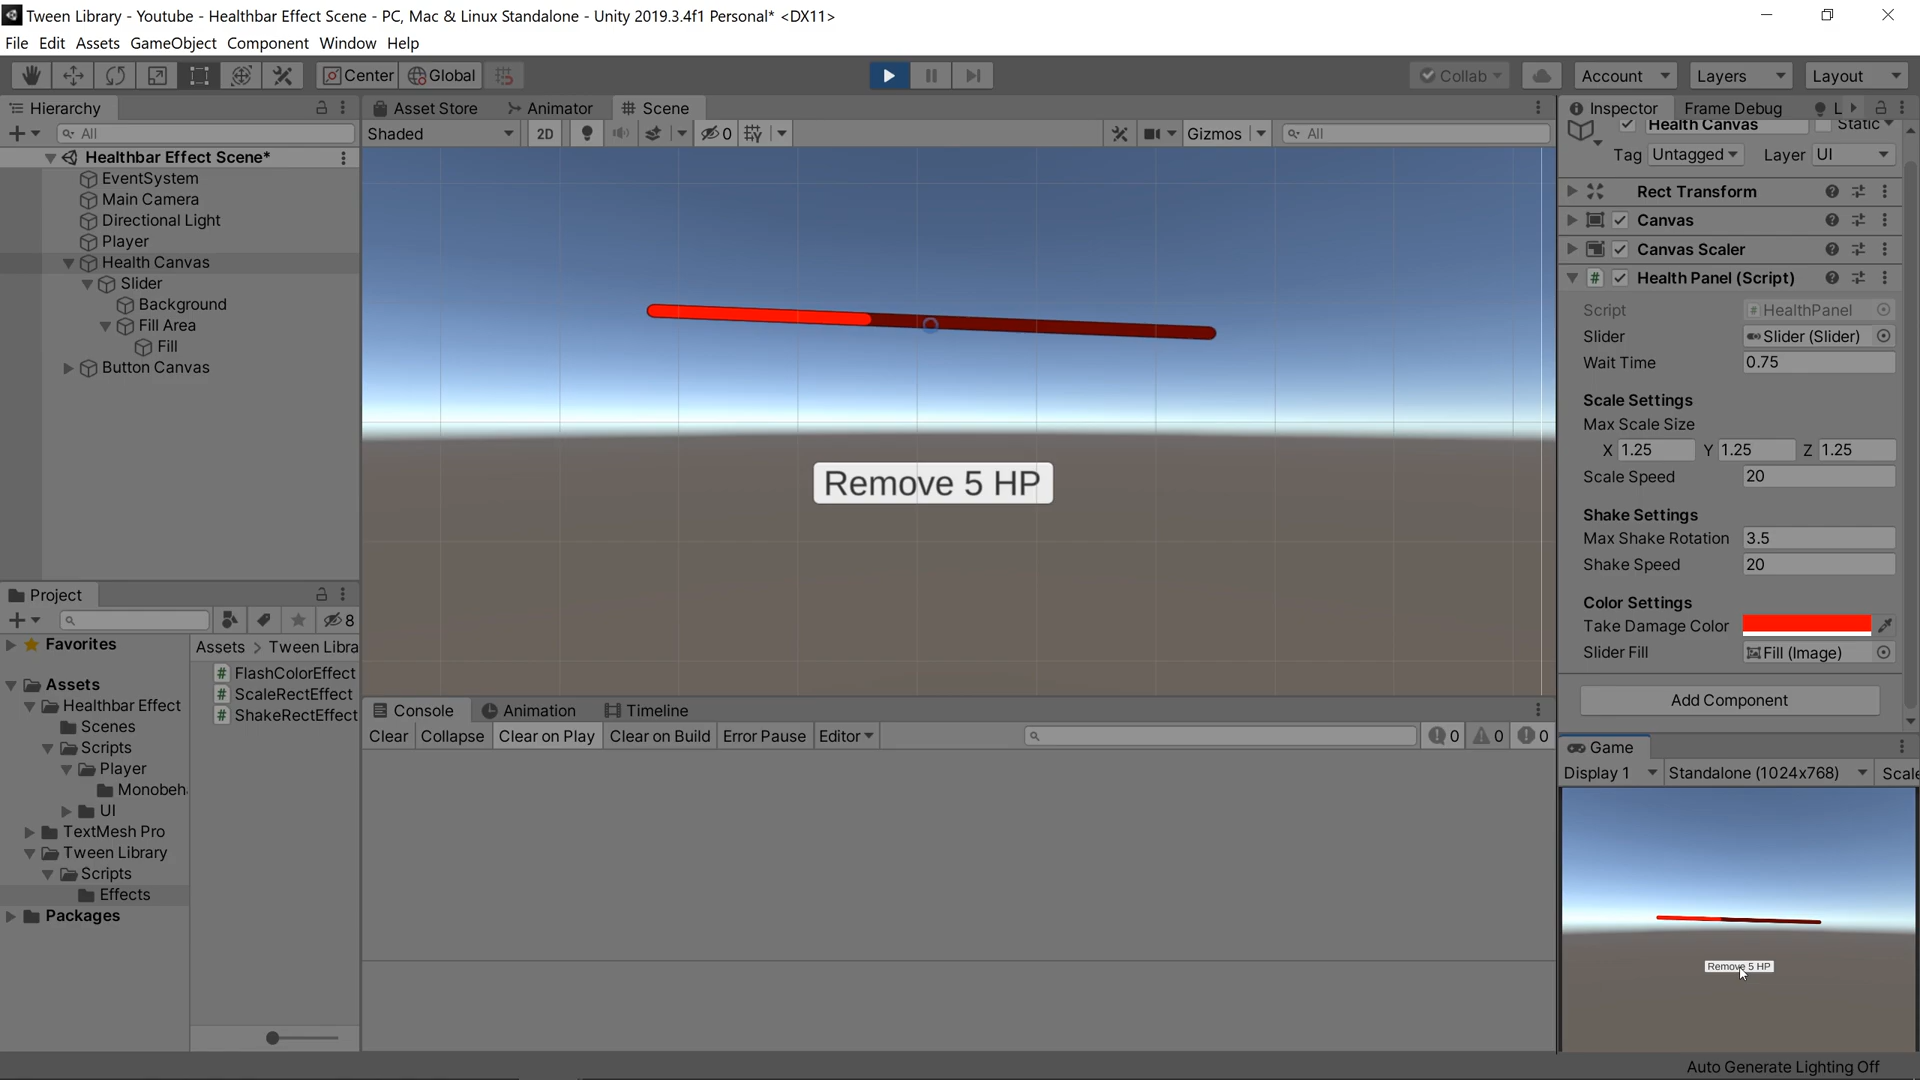 Tween Library - Youtube - Healthbar Effect Scene - PC, Mac & Linux Standalone - Unity 2019.3.4f1 Personal* <DX11>
File Edit Assets GameObject Component Window Help
Center Global Collab Account Layers Layout
Hierarchy
All
Healthbar Effect Scene*
EventSystem
Main Camera
Directional Light
Player
Health Canvas
Slider
Background
Fill Area
Fill
Button Canvas
Asset Store Animator Scene
Shaded 2D 0 Gizmos All
Remove 5 HP
Project
8
Favorites
Assets
Healthbar Effect
Scenes
Scripts
Player
Monobeh
UI
TextMesh Pro
Tween Library
Scripts
Effects
Packages
Assets > Tween Libra
FlashColorEffect
ScaleRectEffect
ShakeRectEffect
Console Animation Timeline
Clear Collapse Clear on Play Clear on Build Error Pause Editor 0 0 0
Inspector Frame Debug L
Health Canvas Static
Tag Untagged Layer UI
Rect Transform
Canvas
Canvas Scaler
Health Panel (Script)
Script HealthPanel
Slider Slider (Slider)
Wait Time 0.75
Scale Settings
Max Scale Size
X 1.25 Y 1.25 Z 1.25
Scale Speed 20
Shake Settings
Max Shake Rotation 3.5
Shake Speed 20
Color Settings
Take Damage Color
Slider Fill Fill (Image)
Add Component
Game
Display 1 Standalone (1024x768) Scale
Remove 5 HP
Auto Generate Lighting Off